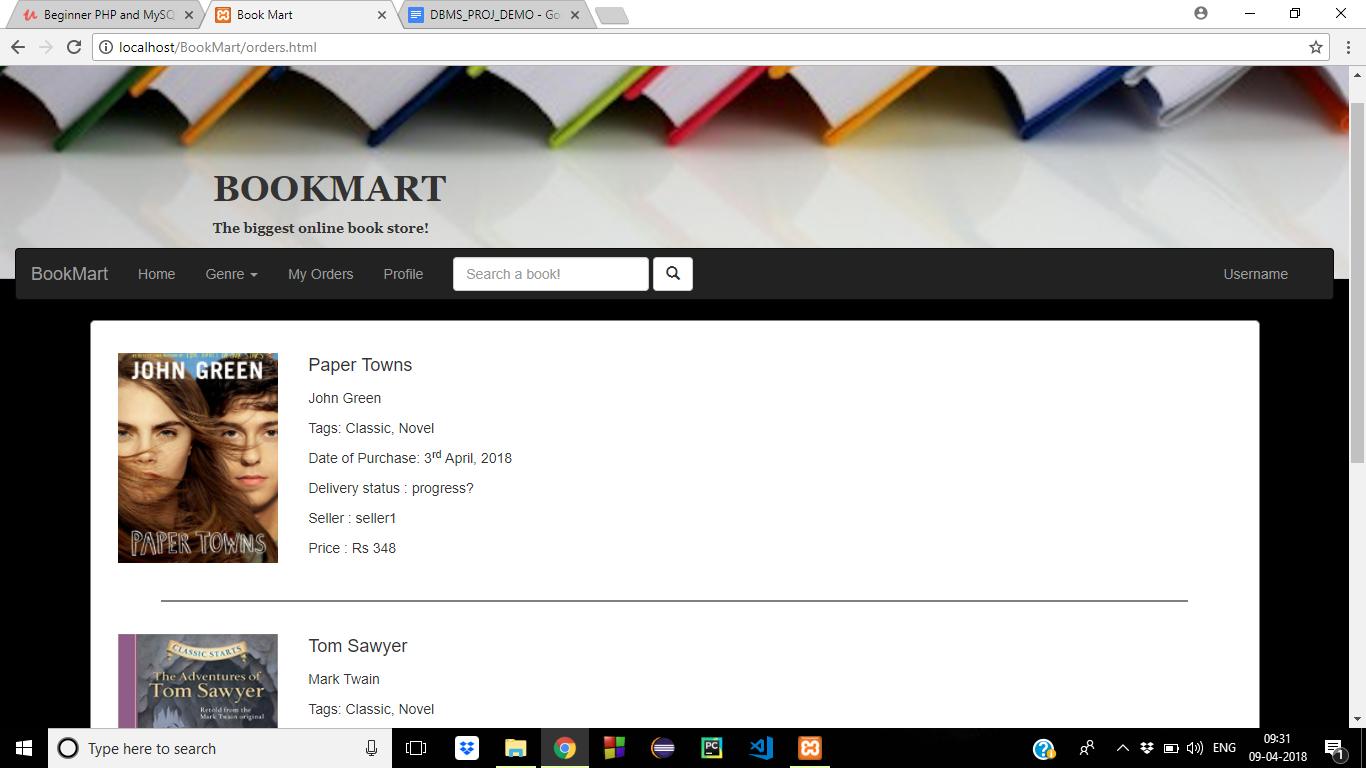 Beginner PHP and MySQ
Book Mart
DBMS_PROJ_DEMO - Go
localhost/BookMart/orders.html
BOOKMART
The biggest online book store!
BookMart Home Genre My Orders Profile Search a book! Username
JOHN GREEN
PAPER TOWNS
Paper Towns
John Green
Tags: Classic, Novel
Date of Purchase: 3rd April, 2018
Delivery status : progress?
Seller : seller1
Price : Rs 348
CLASSIC STARTS
The Adventures of
Tom Sawyer
Retold from the
Mark Twain original
Tom Sawyer
Mark Twain
Tags: Classic, Novel
Type here to search
PC
ENG
09:31
09-04-2018
1